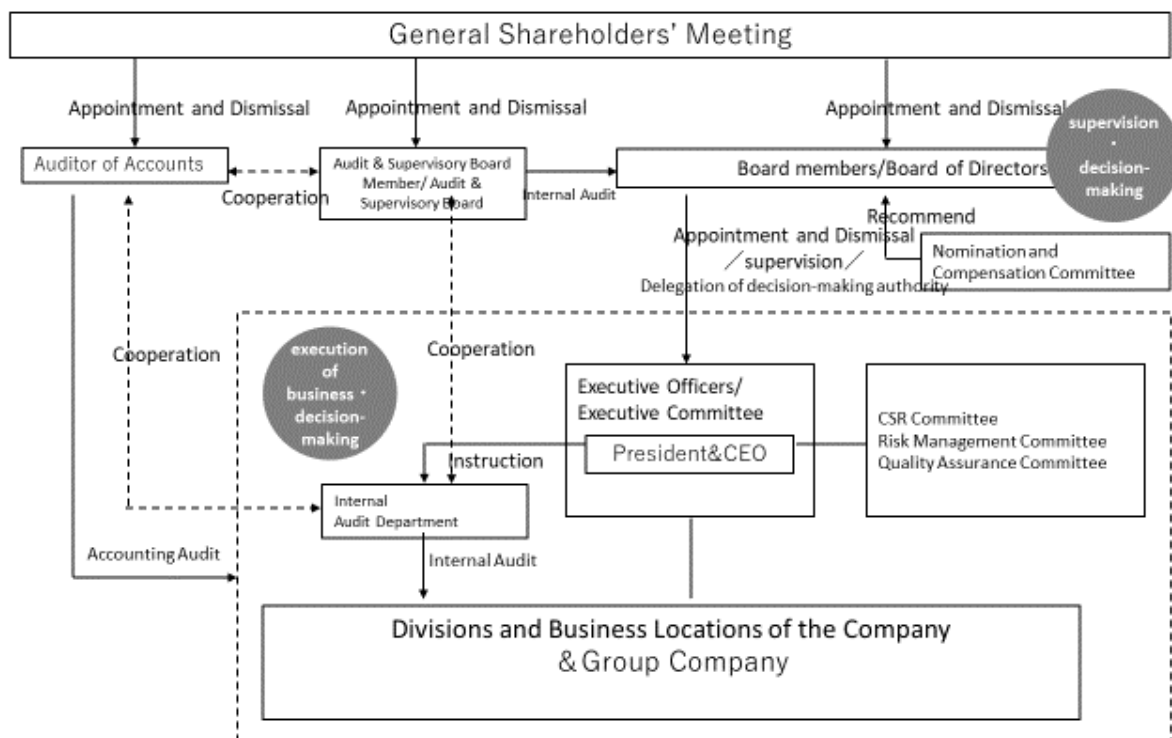 General Shareholders' Meeting
Appointment and Dismissal
Appointment and Dismissal
Appointment and Dismissal
supervision
・
decision-
making
Auditor of Accounts
Audit & Supervisory Board
Member/ Audit &
Supervisory Board
Board members/Board of Directors
Cooperation
Internal Audit
Recommend
Appointment and Dismissal
／supervision／
Delegation of decision-making authority
Nomination and
Compensation Committee
Cooperation
execution
of
business・
decision-
making
Cooperation
Executive Officers/
Executive Committee
President&CEO
CSR Committee
Risk Management Committee
Quality Assurance Committee
Instruction
Internal
Audit Department
Accounting Audit
Internal Audit
Divisions and Business Locations of the Company
& Group Company